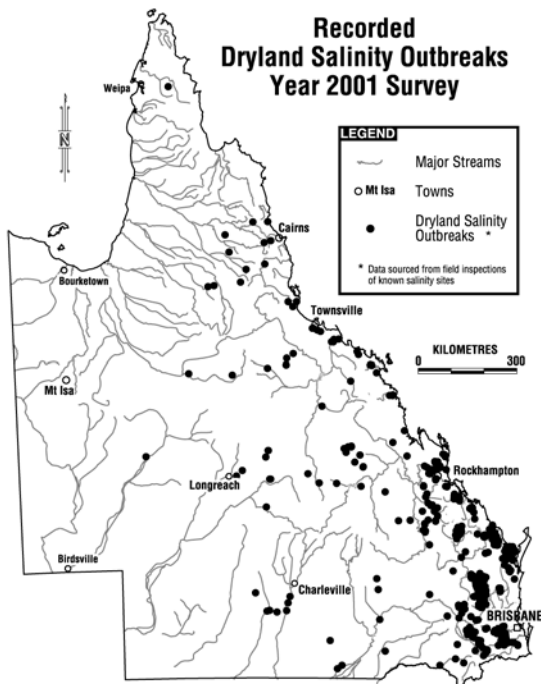 Recorded
Dryland Salinity Outbreaks
Year 2001 Survey
Weipa
N
LEGEND
Major Streams
Mt Isa Towns
Dryland Salinity
Outbreaks *
* Data sourced from field inspections
of known salinity sites
Cairns
Bourketown
Townsville
KILOMETRES
0 300
Mt Isa
Rockhampton
Longreach
Birdsville
Charleville
BRISBANE